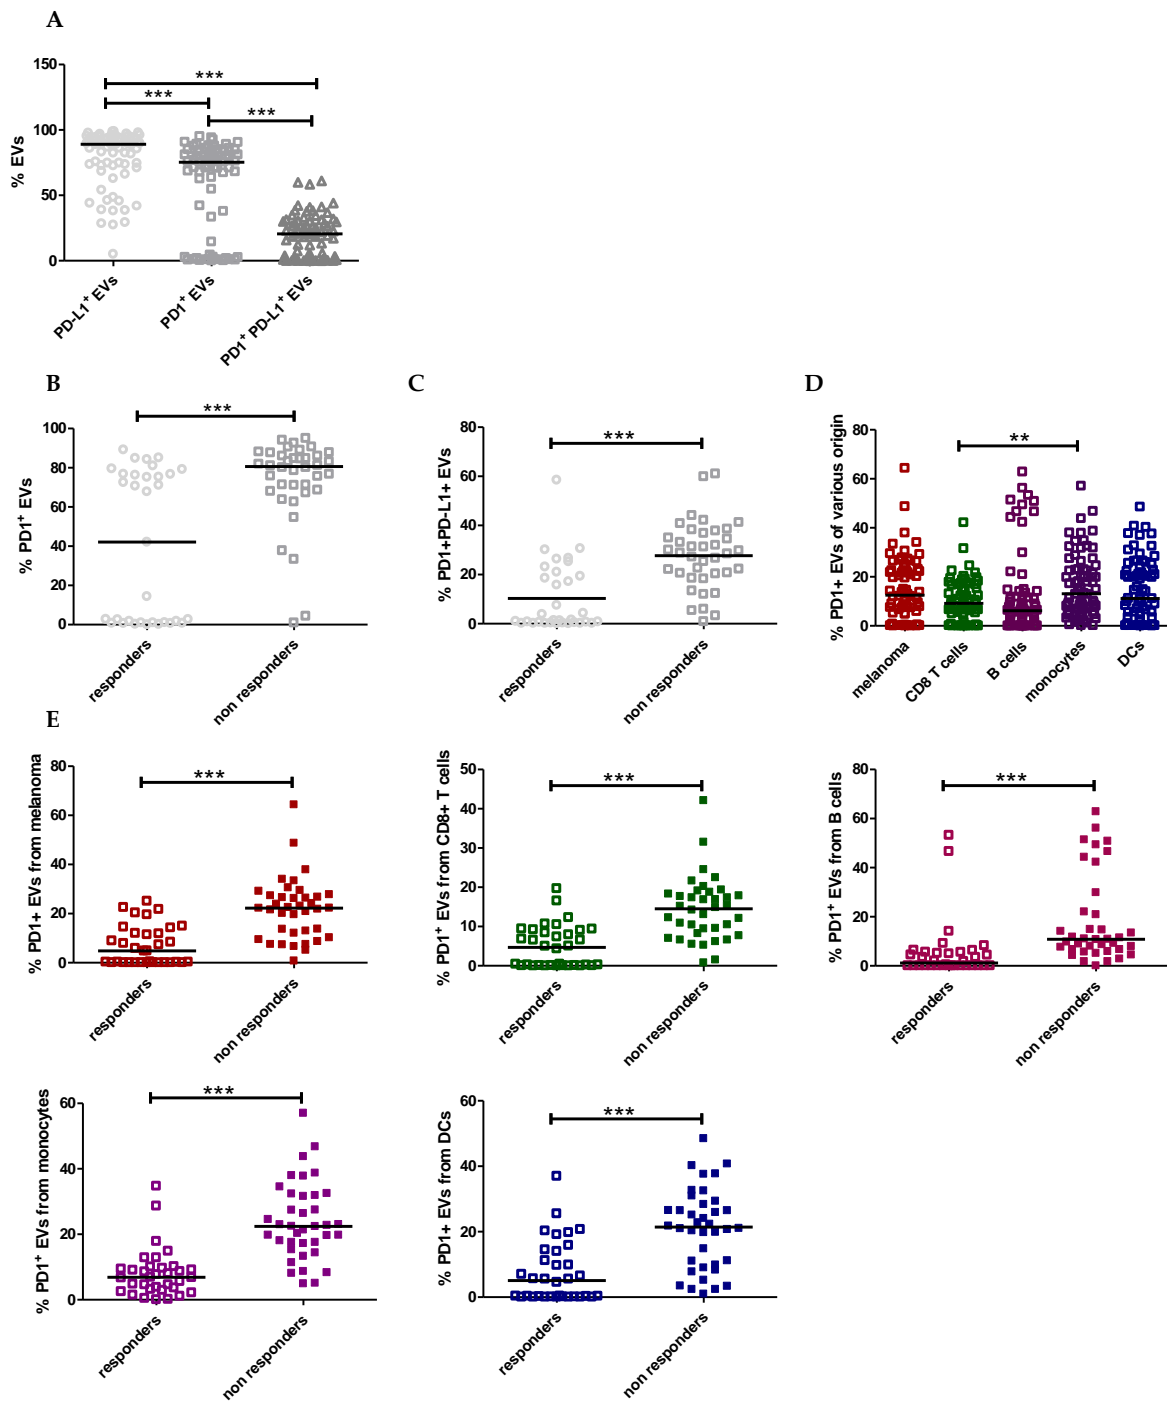 A
150
100
50
0
% EVs
***
***
***
PD-L1+ EVs
PD1+ EVs
PD1+ PD-L1+ EVs
B
100
80
60
40
20
0
% PD1+ EVs
***
responders
non responders
C
80
60
40
20
0
% PD1+PD-L1+ EVs
***
responders
non responders
D
80
60
40
20
0
% PD1+ EVs of various origin
**
melanoma
CD8 T cells
B cells
monocytes
DCs
E
80
60
40
20
0
% PD1+ EVs from melanoma
***
responders
non responders
50
40
30
20
10
0
% PD1+ EVs from CD8+ T cells
***
responders
non responders
80
60
40
20
0
% PD1+ EVs from B cells
***
responders
non responders
60
40
20
0
% PD1+ EVs from monocytes
***
responders
non responders
60
40
20
0
% PD1+ EVs from DCs
***
responders
non responders